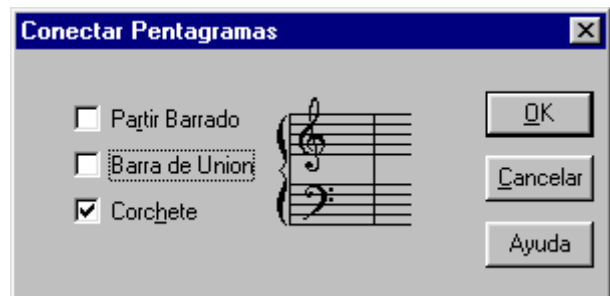 Conectar Pentagramas
Partir Barrado
Barra de Union
Corchete
OK
Cancelar
Ayuda